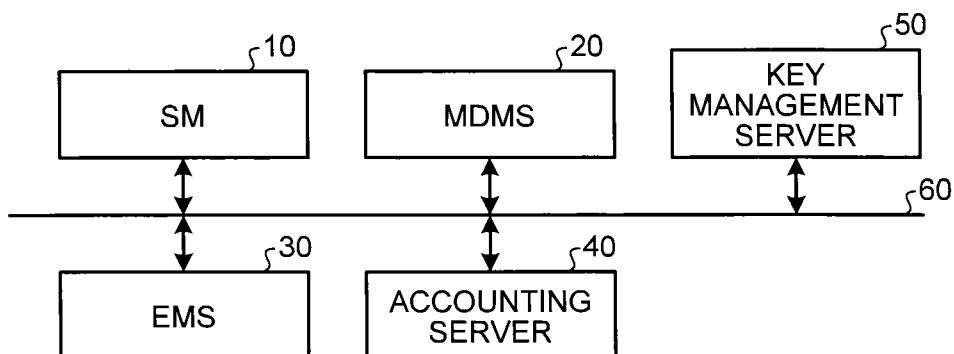 10
SM
20
MDMS
50
KEY
MANAGEMENT
SERVER
60
30
EMS
40
ACCOUNTING
SERVER